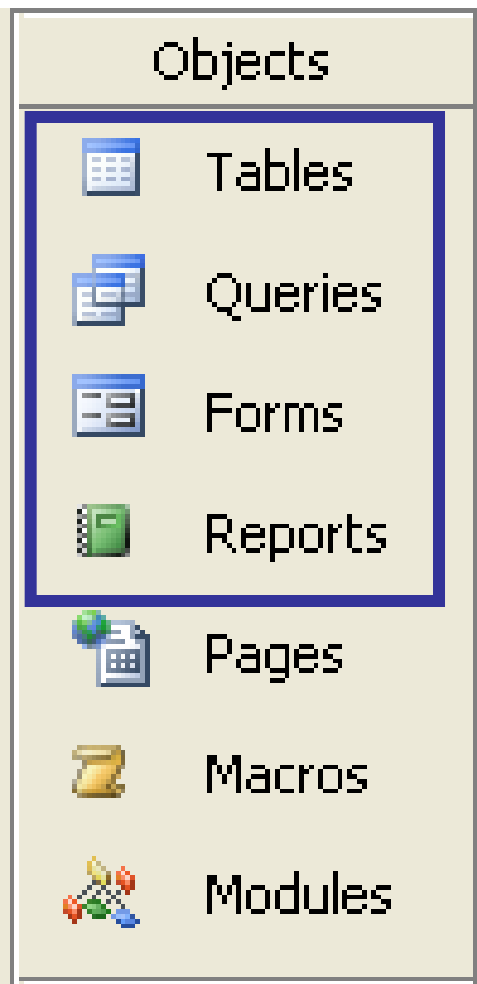 Objects
Tables
Queries
Forms
Reports
Pages
Macros
Modules